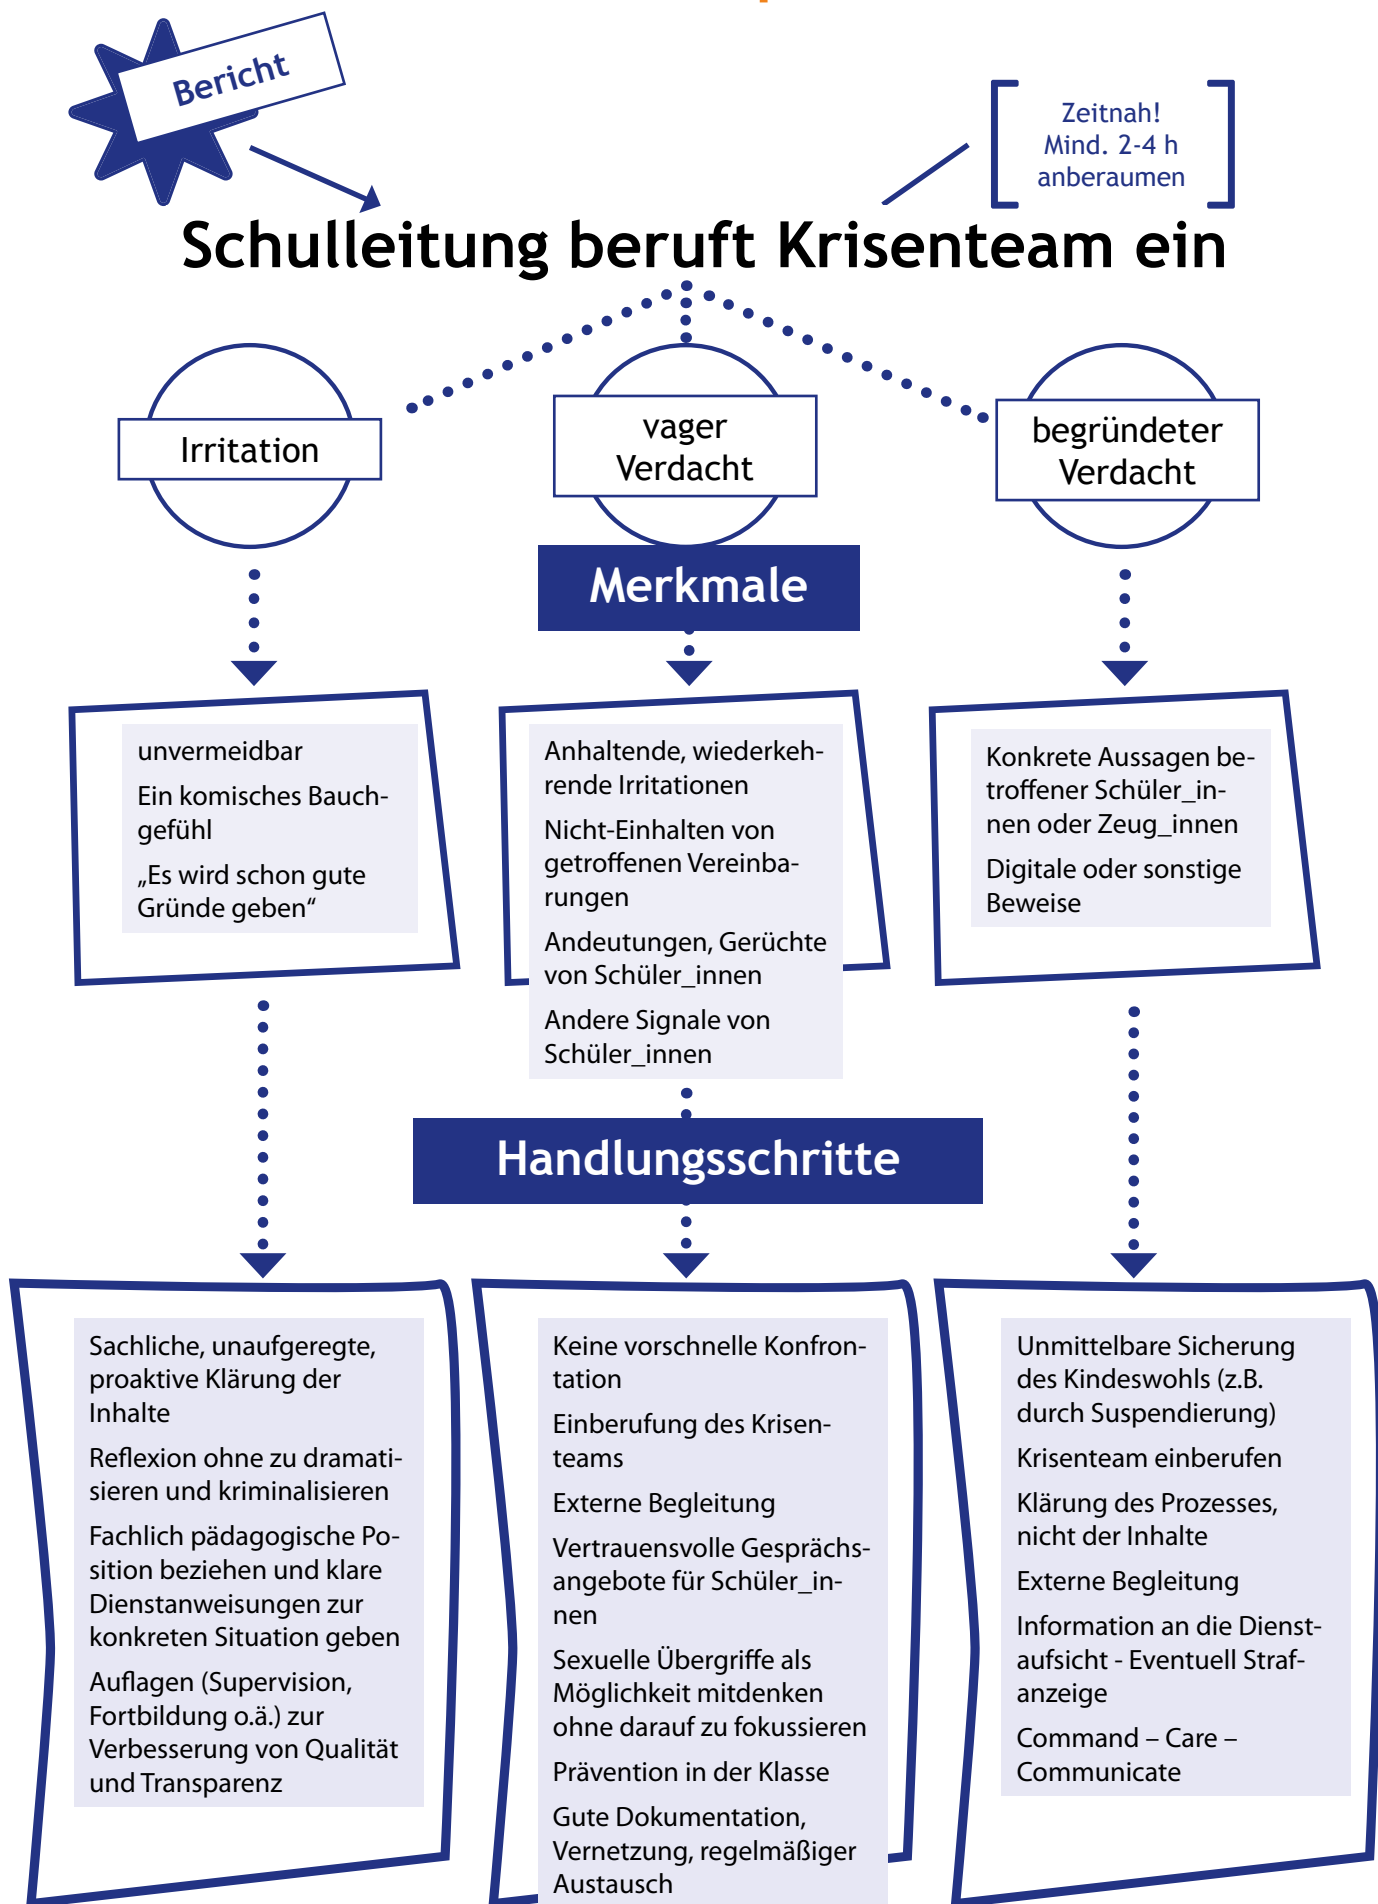 Bericht
Zeitnah!
Mind. 2-4 h
anberaumen
Schulleitung beruft Krisenteam ein
Irritation
vager
Verdacht
begründeter
Verdacht
Merkmale
unvermeidbar
Ein komisches Bauch-
gefühl
„Es wird schon gute
Gründe geben“
Anhaltende, wiederkeh-
rende Irritationen
Nicht-Einhalten von
getroffenen Vereinba-
rungen
Andeutungen, Gerüchte
von Schüler_innen
Andere Signale von
Schüler_innen
Konkrete Aussagen be-
troffener Schüler_in-
nen oder Zeug_innen
Digitale oder sonstige
Beweise
Handlungsschritte
Sachliche, unaufgeregte,
proaktive Klärung der
Inhalte
Reflexion ohne zu dramati-
sieren und kriminalisieren
Fachlich pädagogische Po-
sition beziehen und klare
Dienstanweisungen zur
konkreten Situation geben
Auflagen (Supervision,
Fortbildung o.ä.) zur
Verbesserung von Qualität
und Transparenz
Keine vorschnelle Konfron-
tation
Einberufung des Krisen-
teams
Externe Begleitung
Vertrauensvolle Gesprächs-
angebote für Schüler_in-
nen
Sexuelle Übergriffe als
Möglichkeit mitdenken
ohne darauf zu fokussieren
Prävention in der Klasse
Gute Dokumentation,
Vernetzung, regelmäßiger
Austausch
Unmittelbare Sicherung
des Kindeswohls (z.B.
durch Suspendierung)
Krisenteam einberufen
Klärung des Prozesses,
nicht der Inhalte
Externe Begleitung
Information an die Dienst-
aufsicht - Eventuell Straf-
anzeige
Command – Care –
Communicate